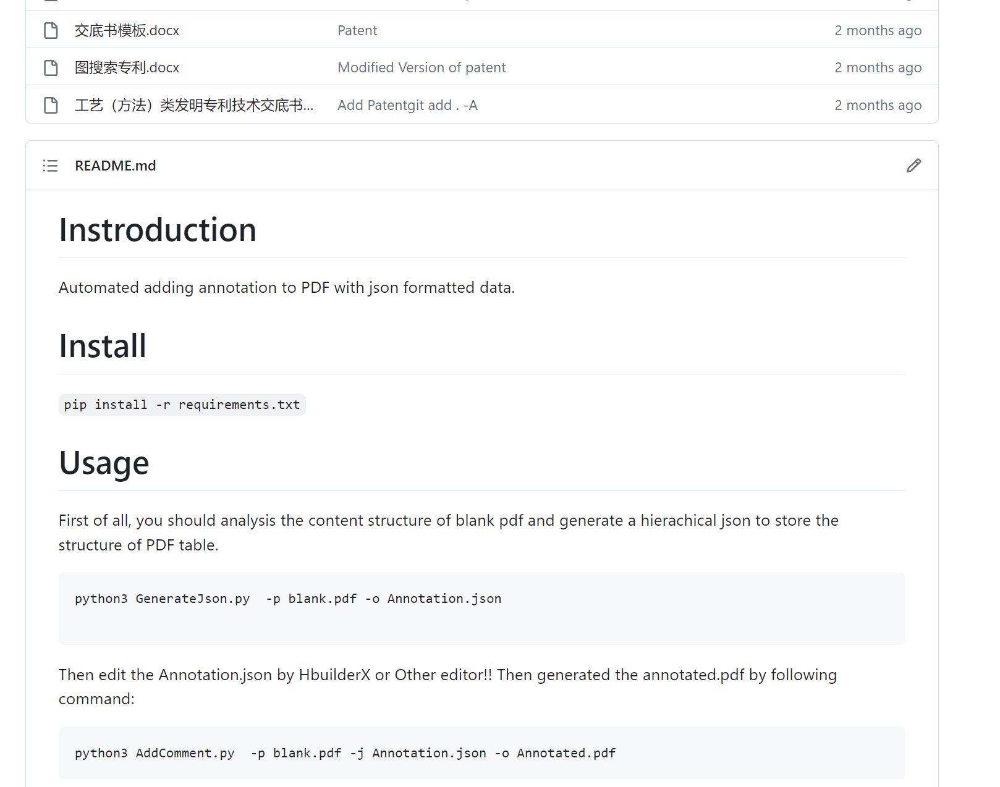 交底书模板.docx Patent 2 months ago
图搜索专利.docx Modified Version of patent 2 months ago
工艺（方法）类发明专利技术交底书... Add Patentgit add . -A 2 months ago
README.md
Instroduction
Automated adding annotation to PDF with json formatted data.
Install
pip install -r requirements.txt
Usage
First of all, you should analysis the content structure of blank pdf and generate a hierachical json to store the
structure of PDF table.
python3 GenerateJson.py  -p blank.pdf -o Annotation.json
Then edit the Annotation.json by HbuilderX or Other editor!! Then generated the annotated.pdf by following
command:
python3 AddComment.py  -p blank.pdf -j Annotation.json -o Annotated.pdf